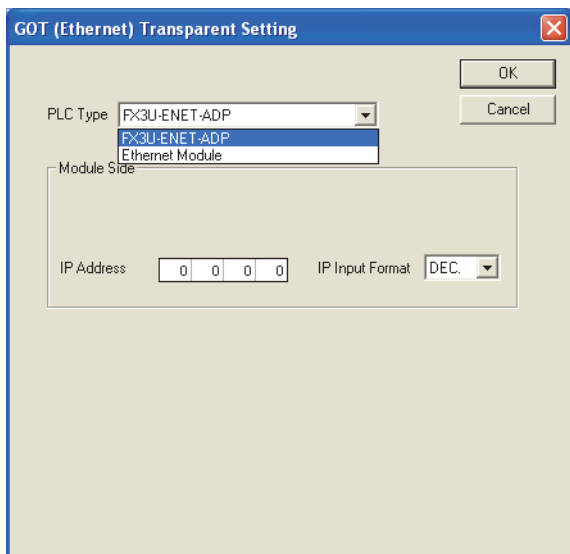 GOT (Ethernet) Transparent Setting
OK
PLC Type FX3U-ENET-ADP Cancel
FX3U-ENET-ADP
Ethernet Module
Module Side
IP Address 0 0 0 0 IP Input Format DEC.